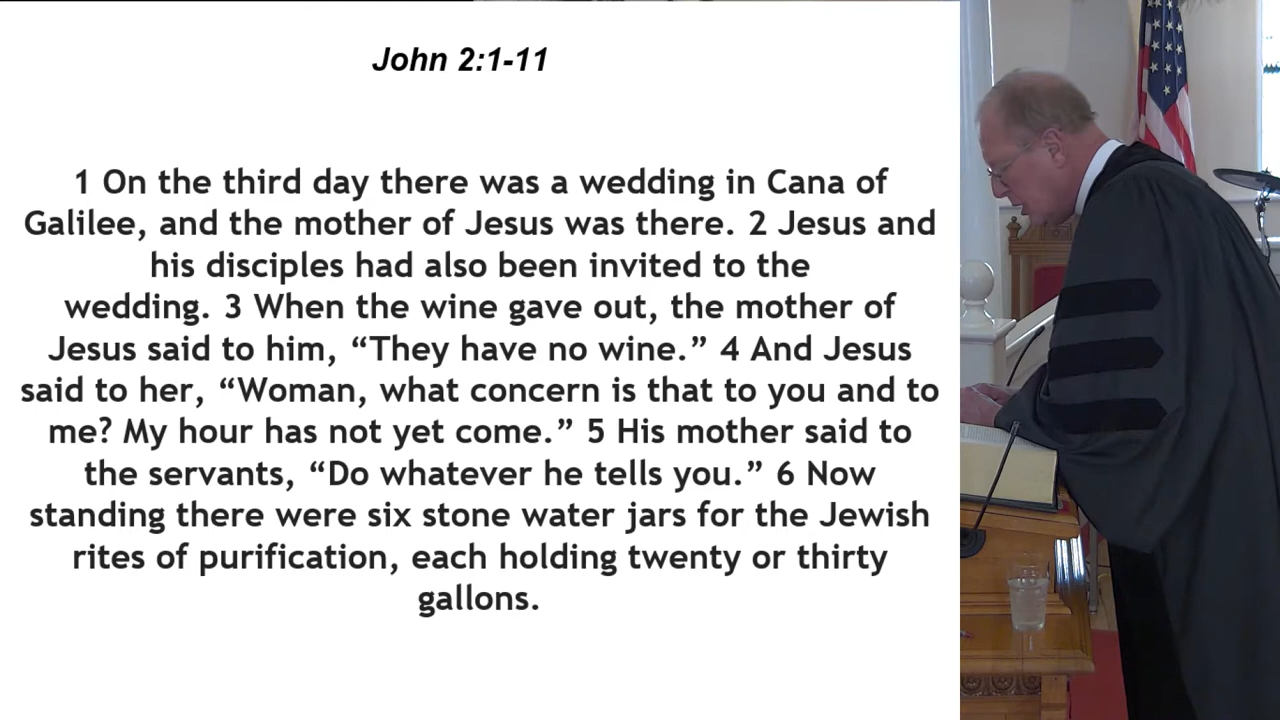 John 2:1-11
1 On the third day there was a wedding in Cana of
Galilee, and the mother of Jesus was there. 2 Jesus and
his disciples had also been invited to the
wedding. 3 When the wine gave out, the mother of
Jesus said to him, “They have no wine.” 4 And Jesus
said to her, “Woman, what concern is that to you and to
me? My hour has not yet come.” 5 His mother said to
the servants, “Do whatever he tells you.” 6 Now
standing there were six stone water jars for the Jewish
rites of purification, each holding twenty or thirty
gallons.